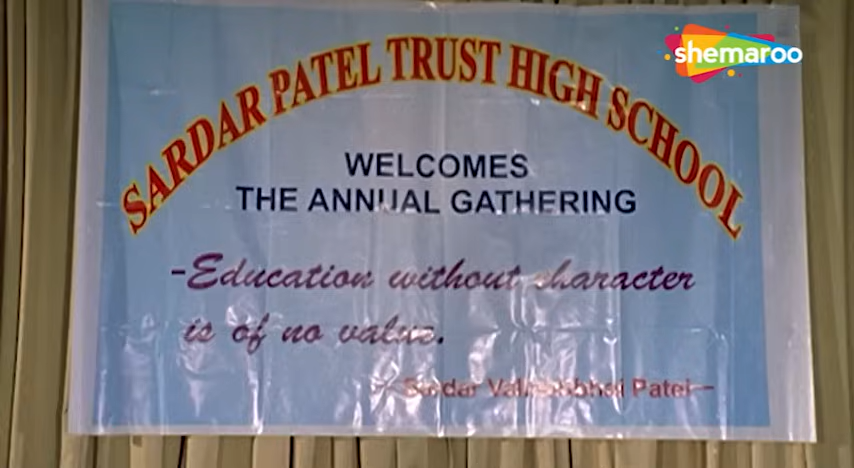 shemaroo
SARDAR PATEL TRUST HIGH SCHOOL
WELCOMES
THE ANNUAL GATHERING
-Education without character
is of no value.
Sardar Vallabhbhai Patel